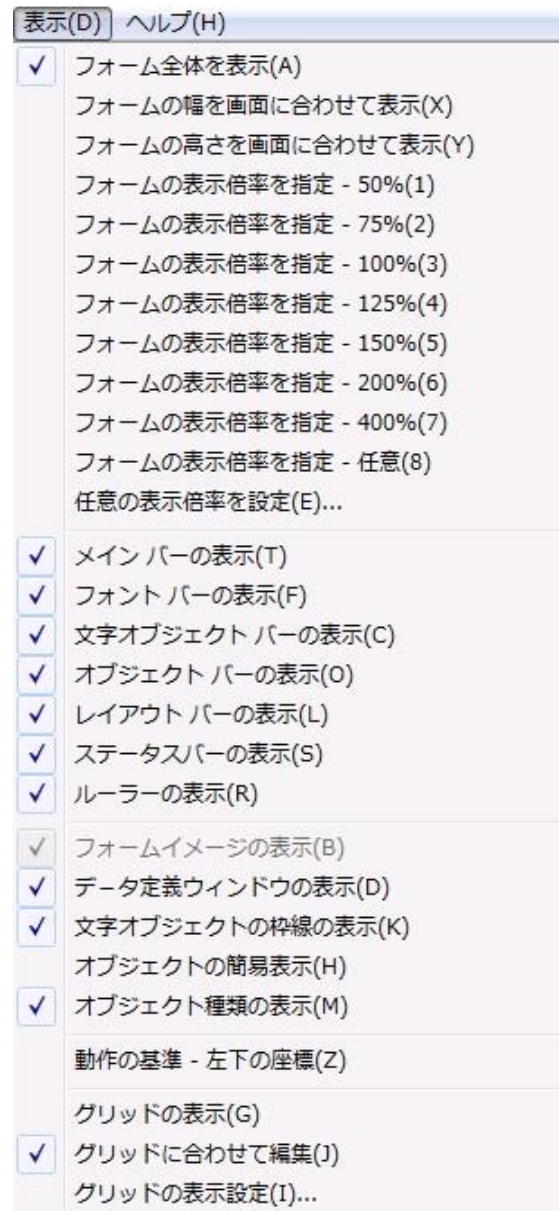 表示(D) ヘルプ(H)
フォーム全体を表示(A)
フォームの幅を画面に合わせて表示(X)
フォームの高さを画面に合わせて表示(Y)
フォームの表示倍率を指定 - 50%(1)
フォームの表示倍率を指定 - 75%(2)
フォームの表示倍率を指定 - 100%(3)
フォームの表示倍率を指定 - 125%(4)
フォームの表示倍率を指定 - 150%(5)
フォームの表示倍率を指定 - 200%(6)
フォームの表示倍率を指定 - 400%(7)
フォームの表示倍率を指定 - 任意(8)
任意の表示倍率を設定(E)...
メイン バーの表示(T)
フォント バーの表示(F)
文字オブジェクト バーの表示(C)
オブジェクト バーの表示(O)
レイアウト バーの表示(L)
ステータスバーの表示(S)
ルーラーの表示(R)
フォームイメージの表示(B)
データ定義ウィンドウの表示(D)
文字オブジェクトの枠線の表示(K)
オブジェクトの簡易表示(H)
オブジェクト種類の表示(M)
動作の基準 - 左下の座標(Z)
グリッドの表示(G)
グリッドに合わせて編集(J)
グリッドの表示設定(I)...